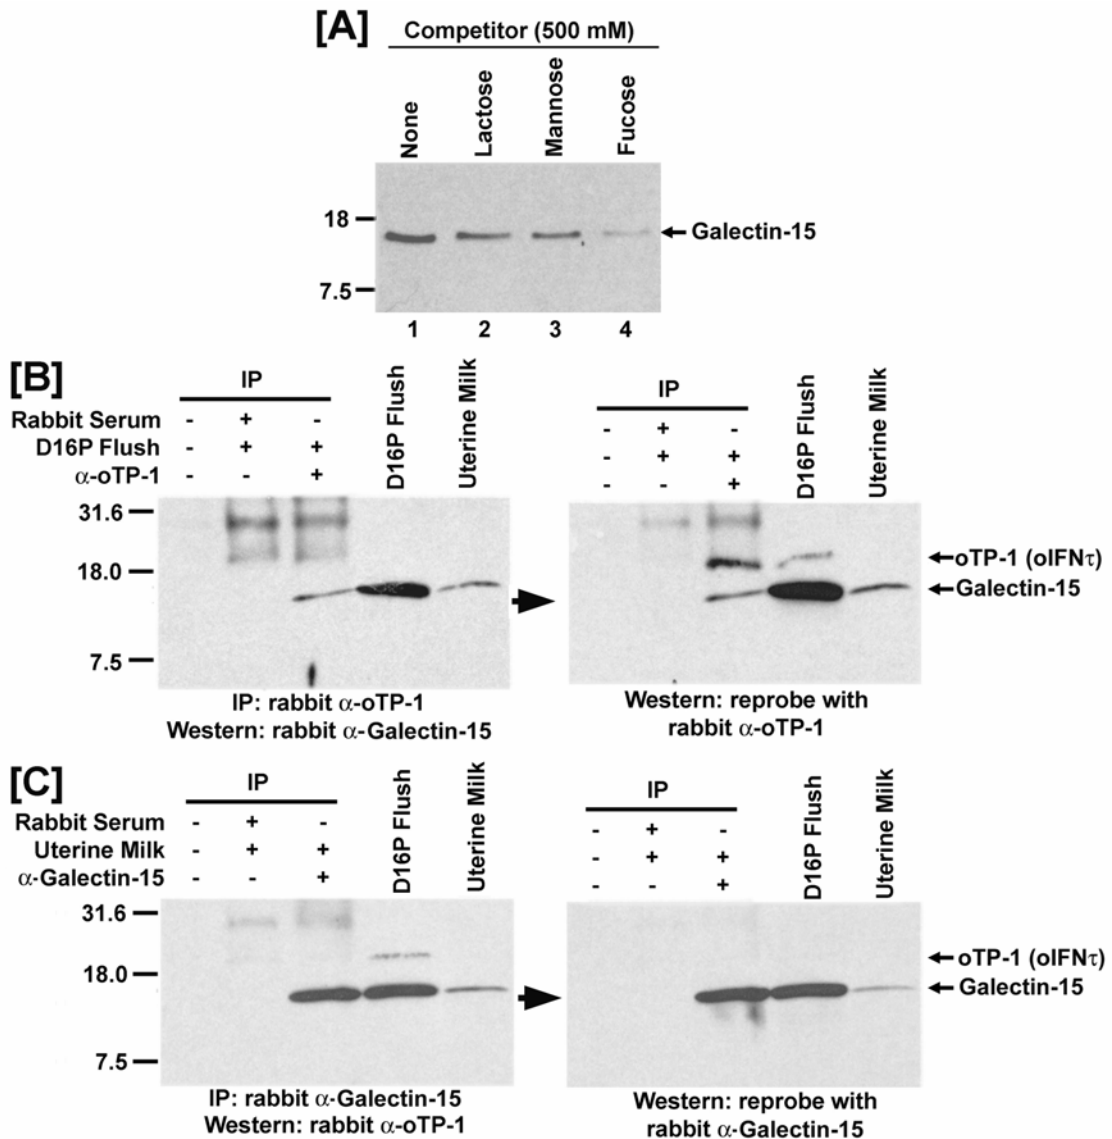 [A]
Competitor (500 mM)
None Lactose Mannose Fucose
18
Galectin-15
7.5
1 2 3 4
[B]
IP
D16P Flush
Uterine Milk
Rabbit Serum - + -
D16P Flush - + +
α-oTP-1 - - +
31.6
18.0
7.5
IP: rabbit α-oTP-1
Western: rabbit α-Galectin-15
IP
D16P Flush
Uterine Milk
- + -
- + +
- - +
oTP-1 (oIFNτ)
Galectin-15
Western: reprobe with
rabbit α-oTP-1
[C]
IP
D16P Flush
Uterine Milk
Rabbit Serum - + -
Uterine Milk - + +
α-Galectin-15 - - +
31.6
18.0
7.5
IP: rabbit α-Galectin-15
Western: rabbit α-oTP-1
IP
D16P Flush
Uterine Milk
- + -
- + +
- - +
oTP-1 (oIFNτ)
Galectin-15
Western: reprobe with
rabbit α-Galectin-15